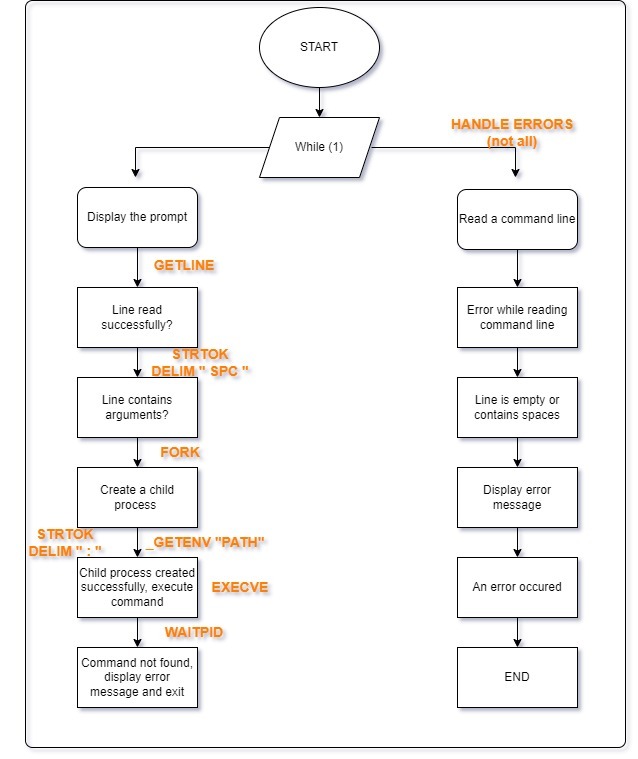 START
While (1)
HANDLE ERRORS
(not all)
Display the prompt
GETLINE
Line read
successfully?
STRTOK
DELIM " SPC "
Line contains
arguments?
FORK
Create a child
process
STRTOK
DELIM " : "
_GETENV "PATH"
Child process created
successfully, execute
command
EXECVE
WAITPID
Command not found,
display error
message and exit
Read a command line
Error while reading
command line
Line is empty or
contains spaces
Display error
message
An error occured
END